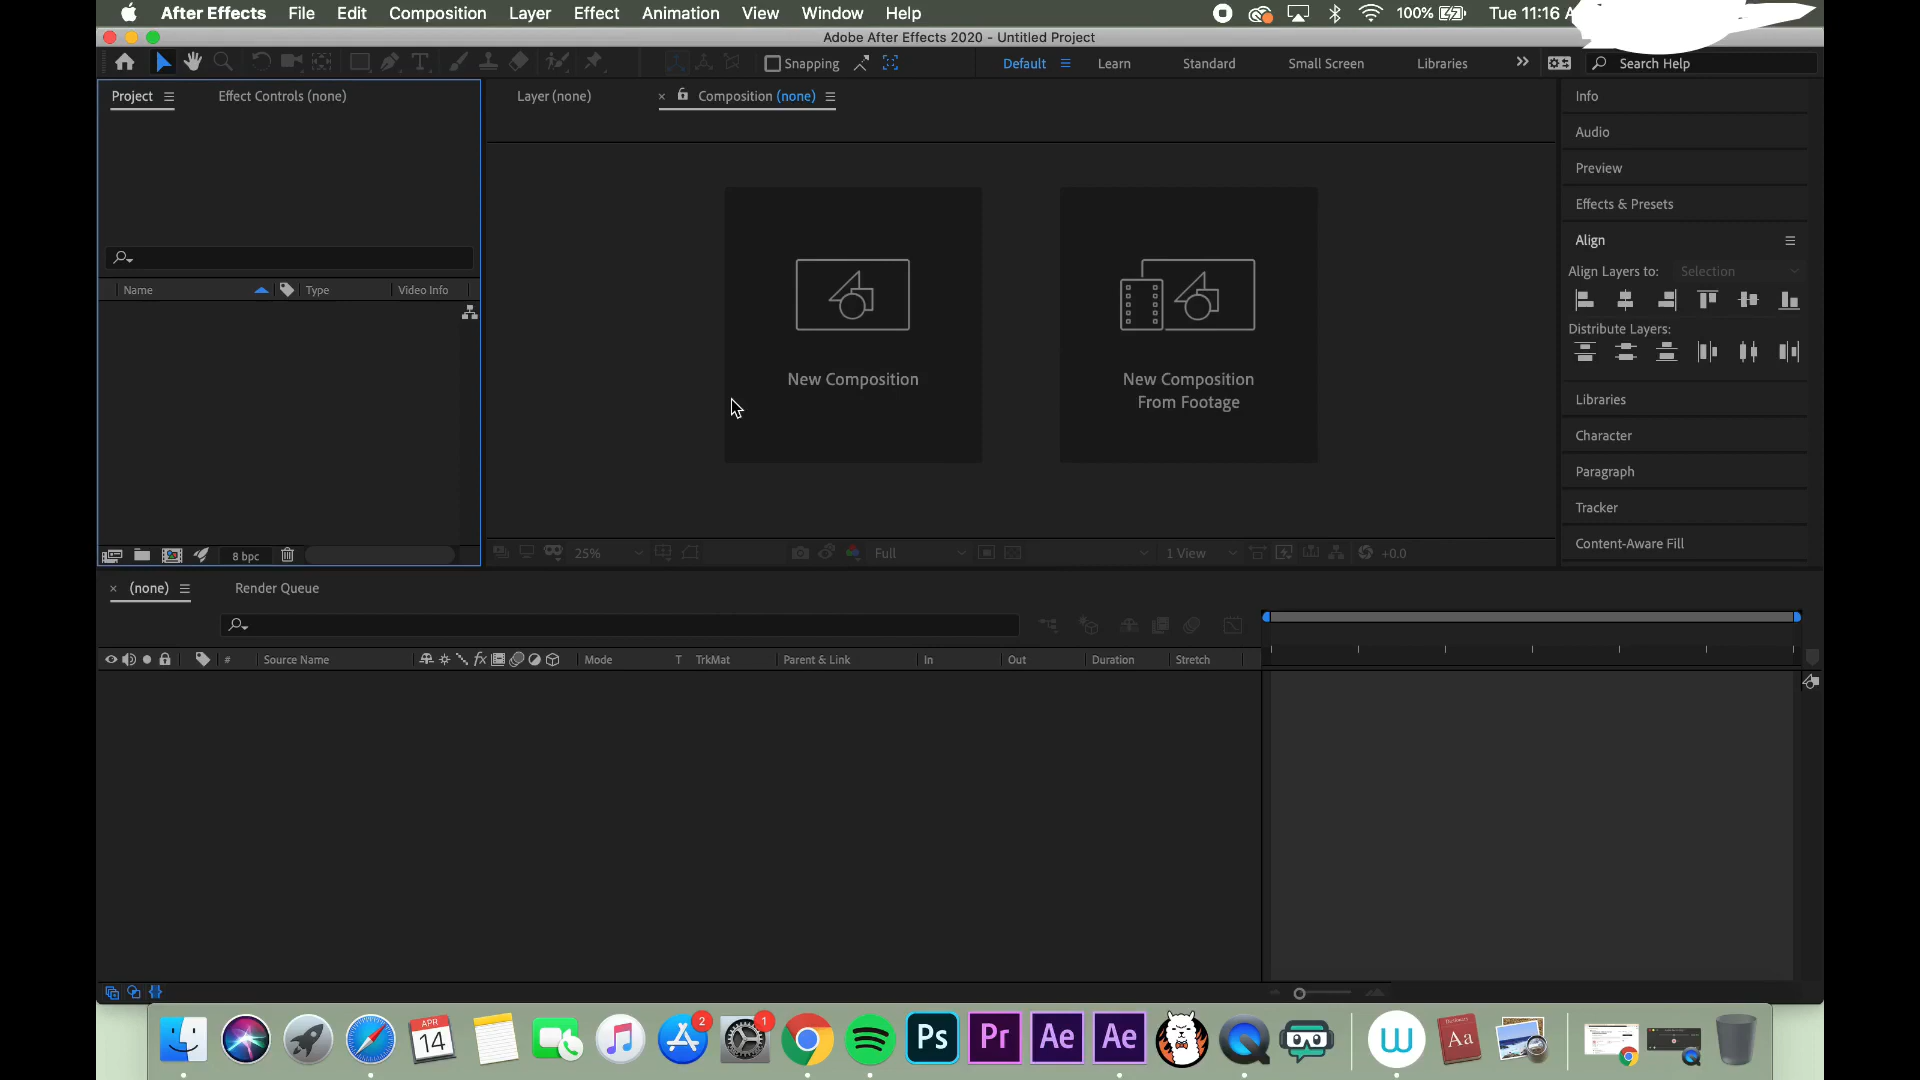 After Effects File Edit Composition Layer Effect Animation View Window Help 100% Tue 11:16
Adobe After Effects 2020 - Untitled Project
Snapping Default Learn Standard Small Screen Libraries Search Help
Project Effect Controls (none) Layer (none) Composition (none)
Info
Audio
Preview
Effects & Presets
Align
Align Layers to: Selection
Distribute Layers:
Libraries
Character
Paragraph
Tracker
Content-Aware Fill
Name Type Video Info
New Composition
New Composition
From Footage
8 bpc
25% Full 1 View +0.0
(none) Render Queue
# Source Name fx Mode T TrkMat Parent & Link In Out Duration Stretch
APR
14
2
1
Ps
Pr
Ae
Ae
W
Aa